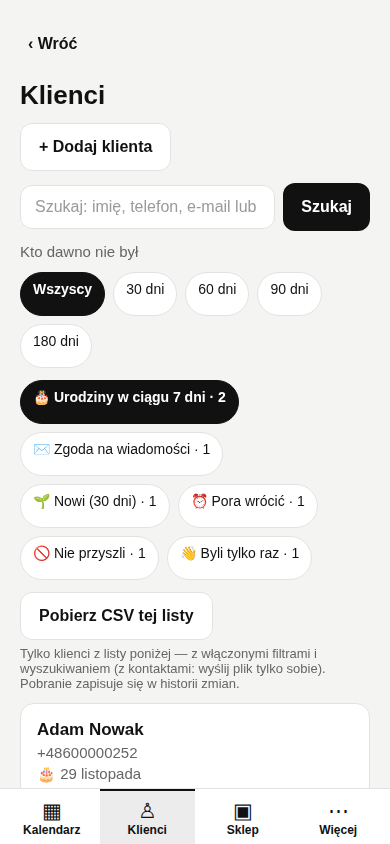 ‹ Wróć
Klienci
+ Dodaj klienta
Szukaj: imię, telefon, e-mail lub
Szukaj
Kto dawno nie był
Wszyscy
30 dni
60 dni
90 dni
180 dni
🎂 Urodziny w ciągu 7 dni · 2
✉️ Zgoda na wiadomości · 1
🌱 Nowi (30 dni) · 1
⏰ Pora wrócić · 1
🚫 Nie przyszli · 1
👋 Byli tylko raz · 1
Pobierz CSV tej listy
Tylko klienci z listy poniżej — z włączonymi filtrami i
wyszukiwaniem (z kontaktami: wyślij plik tylko sobie).
Pobranie zapisuje się w historii zmian.
Adam Nowak
+48600000252
🎂 29 listopada
Kalendarz
Klienci
Sklep
Więcej